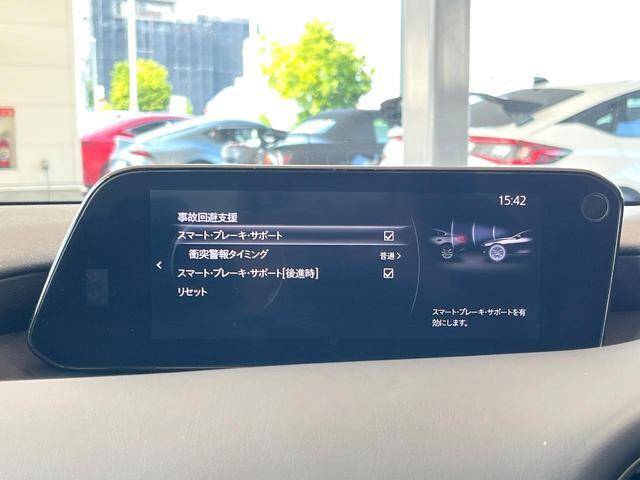 15:42
事故回避支援
スマート・ブレーキ・サポート
衝突警報タイミング 普通
スマート・ブレーキ・サポート[後進時]
リセット
スマート・ブレーキ・サポートを有
効にします。